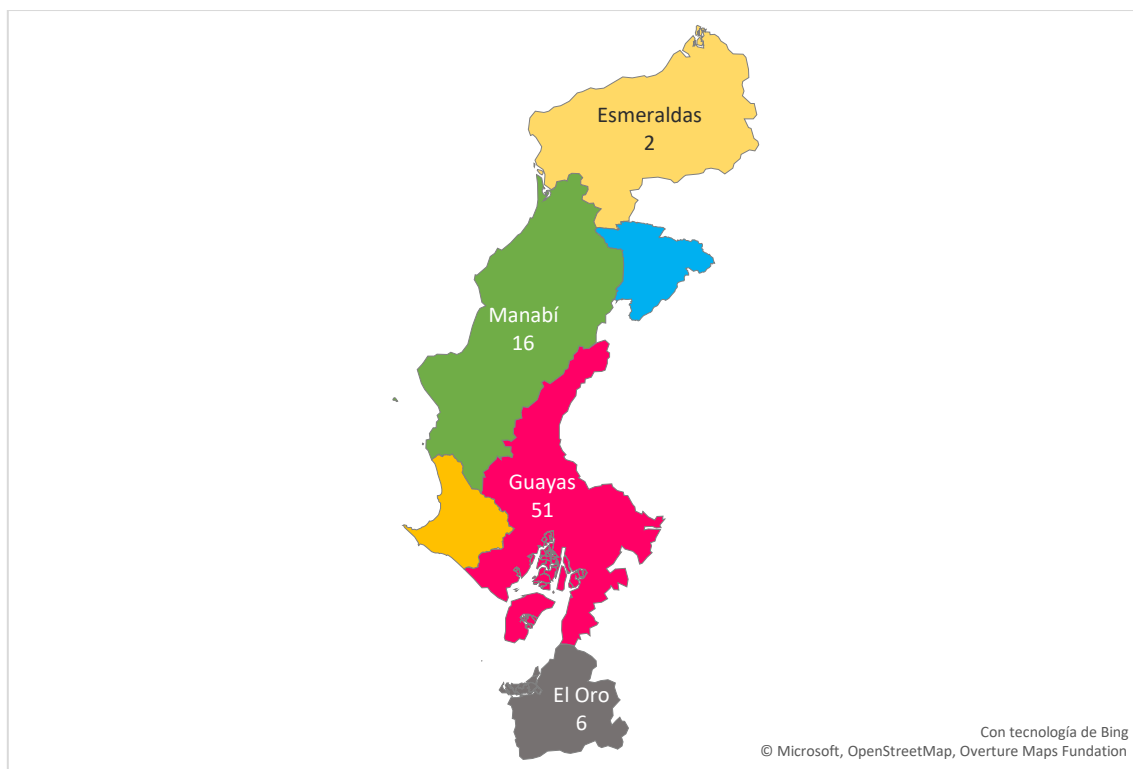 Esmeraldas
2
Manabí
16
Guayas
51
El Oro
6
Con tecnología de Bing
© Microsoft, OpenStreetMap, Overture Maps Fundation